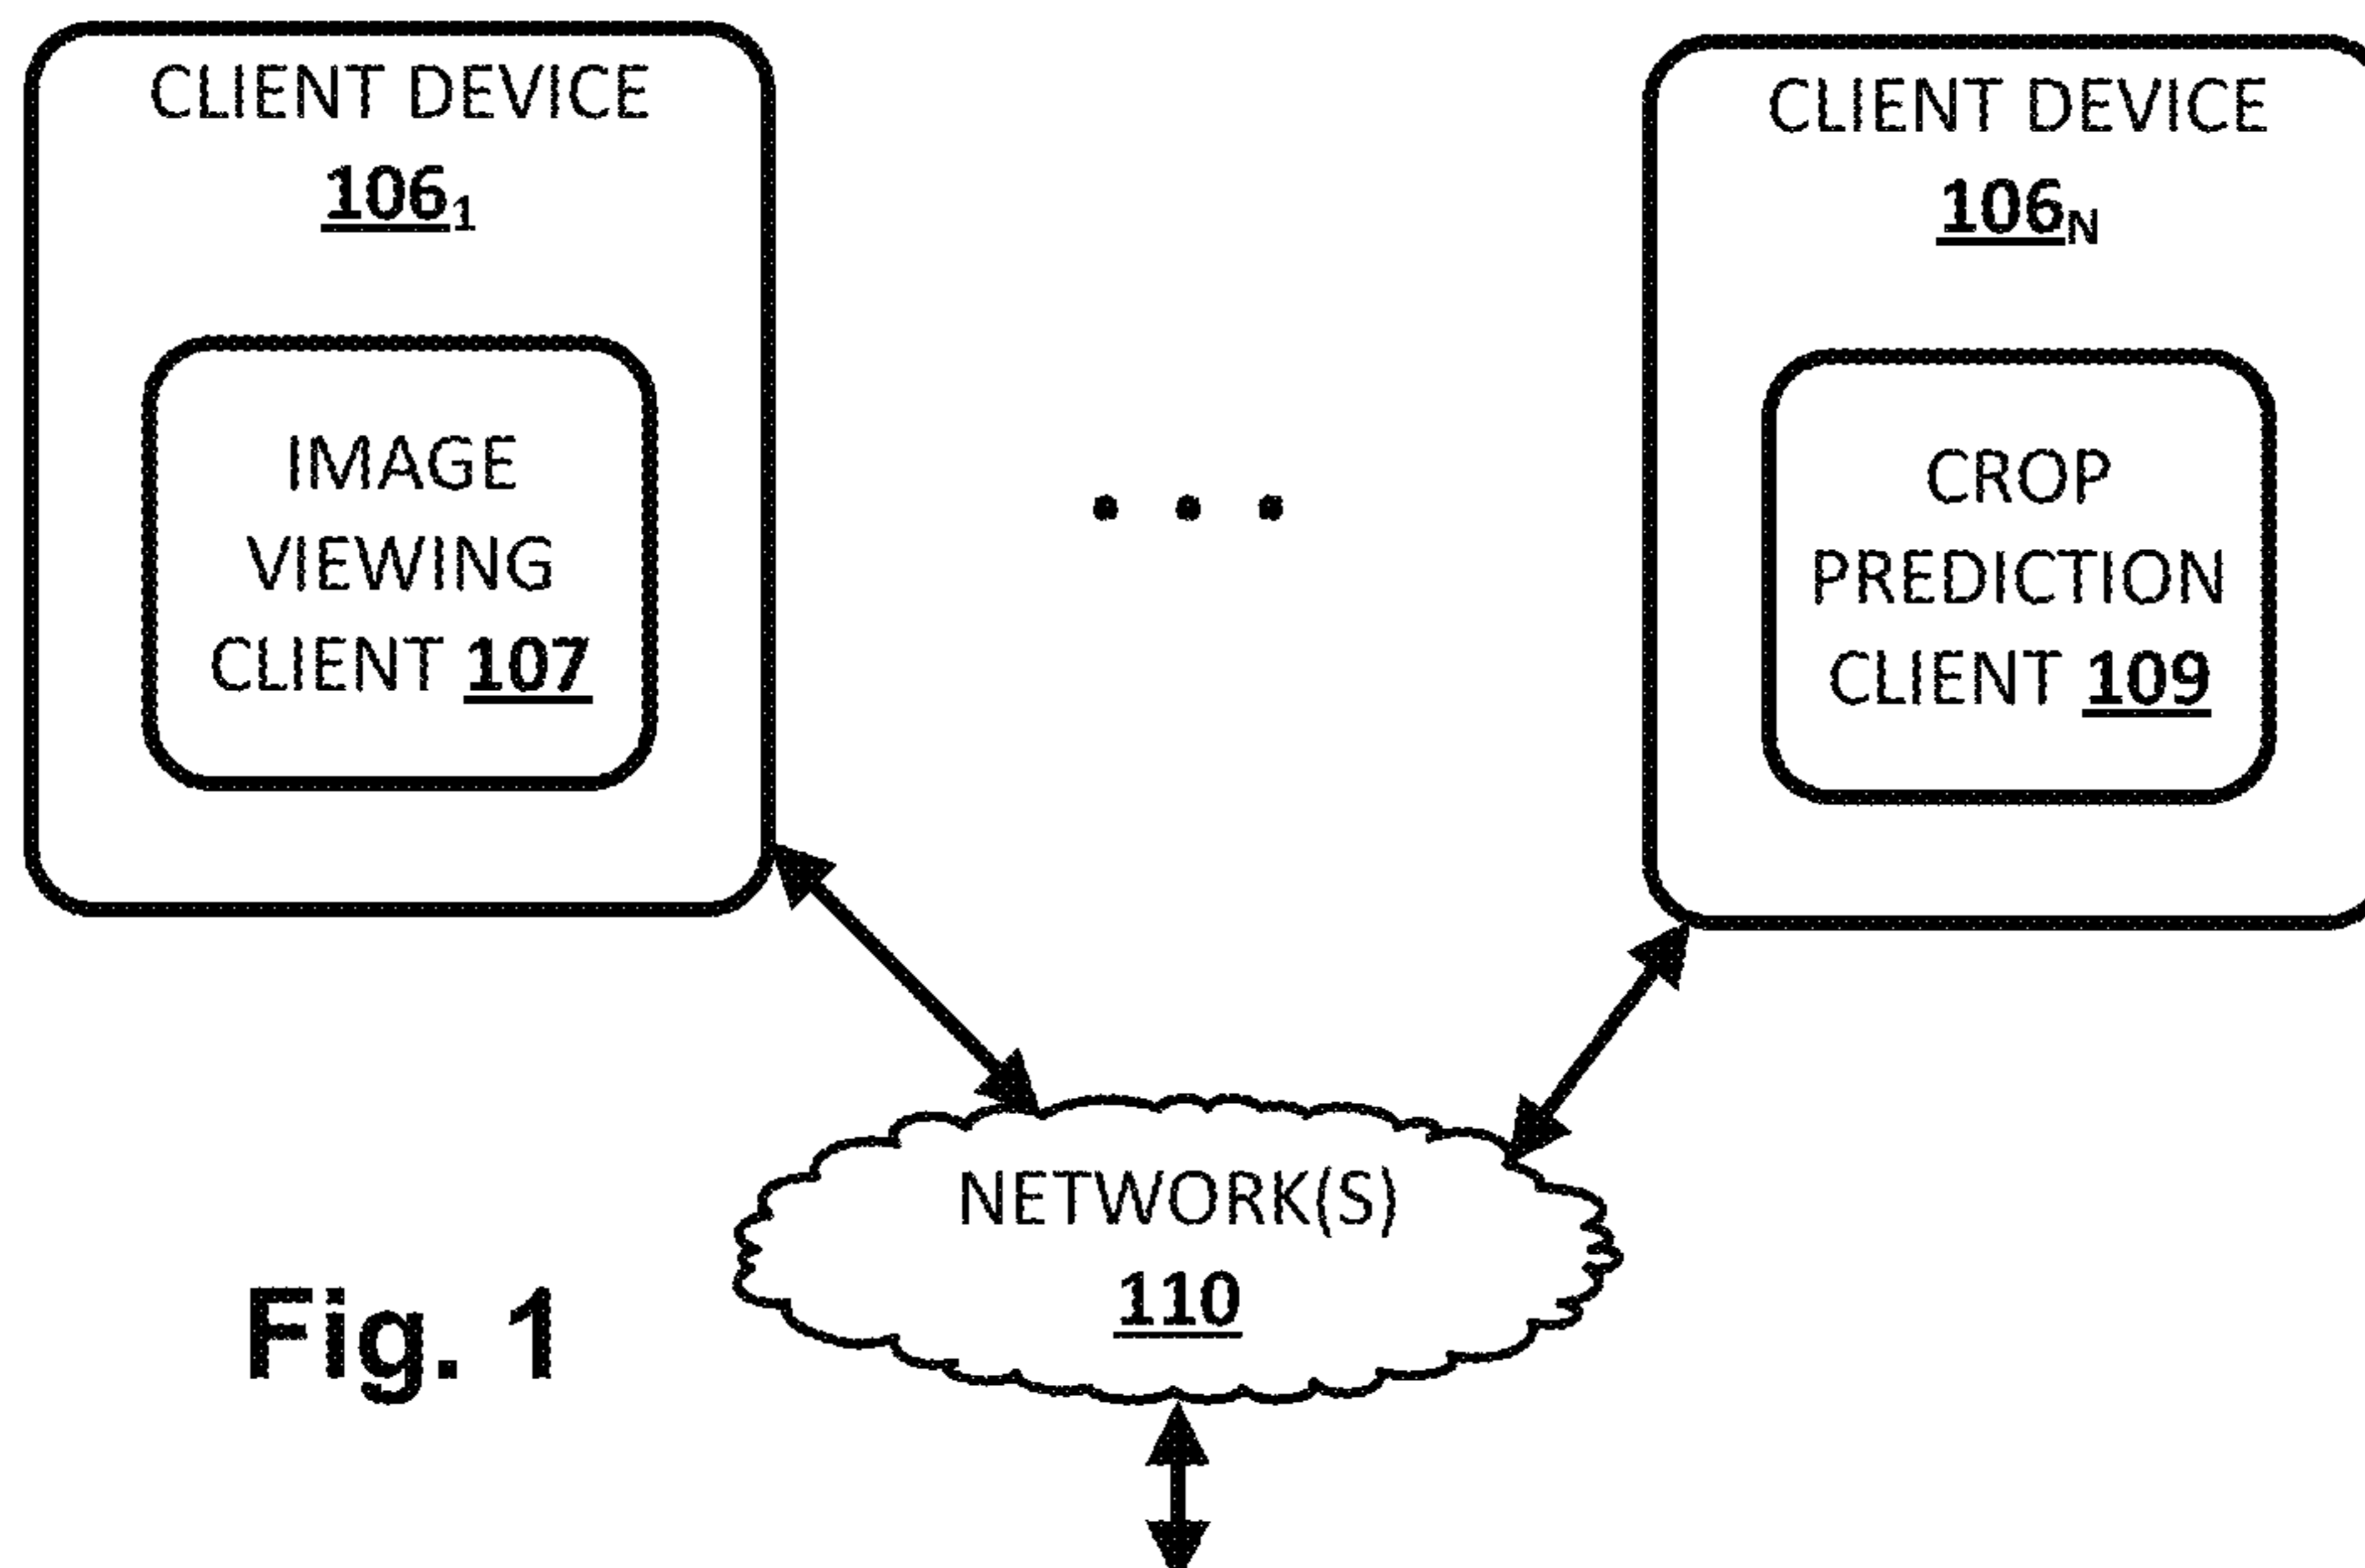 CLIENT DEVICE
106₁
IMAGE
VIEWING
CLIENT 107
CLIENT DEVICE
106N
CROP
PREDICTION
CLIENT 109
NETWORK(S)
110
Fig. 1